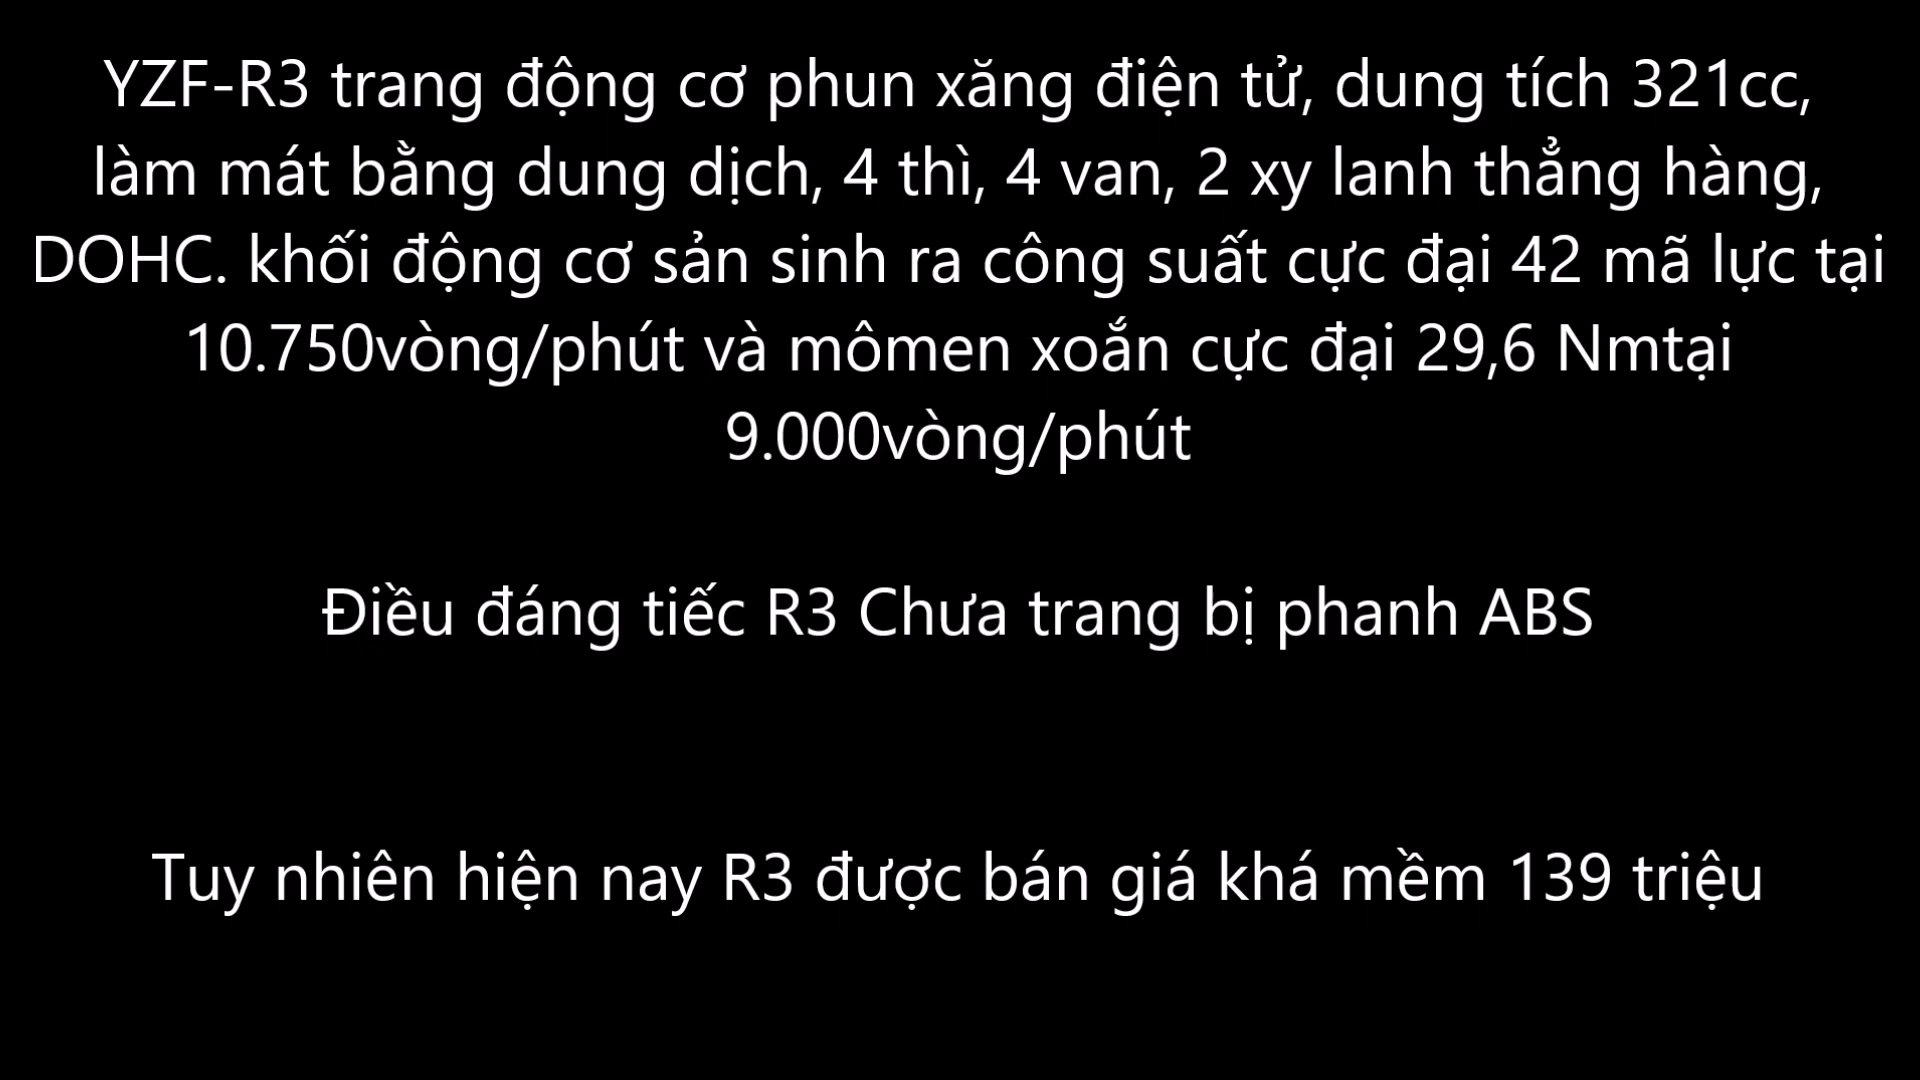 YZF-R3 trang động cơ phun xăng điện tử, dung tích 321cc,
làm mát bằng dung dịch, 4 thì, 4 van, 2 xy lanh thẳng hàng,
DOHC. khối động cơ sản sinh ra công suất cực đại 42 mã lực tại
10.750vòng/phút và mômen xoắn cực đại 29,6 Nmtại
9.000vòng/phút
Điều đáng tiếc R3 Chưa trang bị phanh ABS
Tuy nhiên hiện nay R3 được bán giá khá mềm 139 triệu